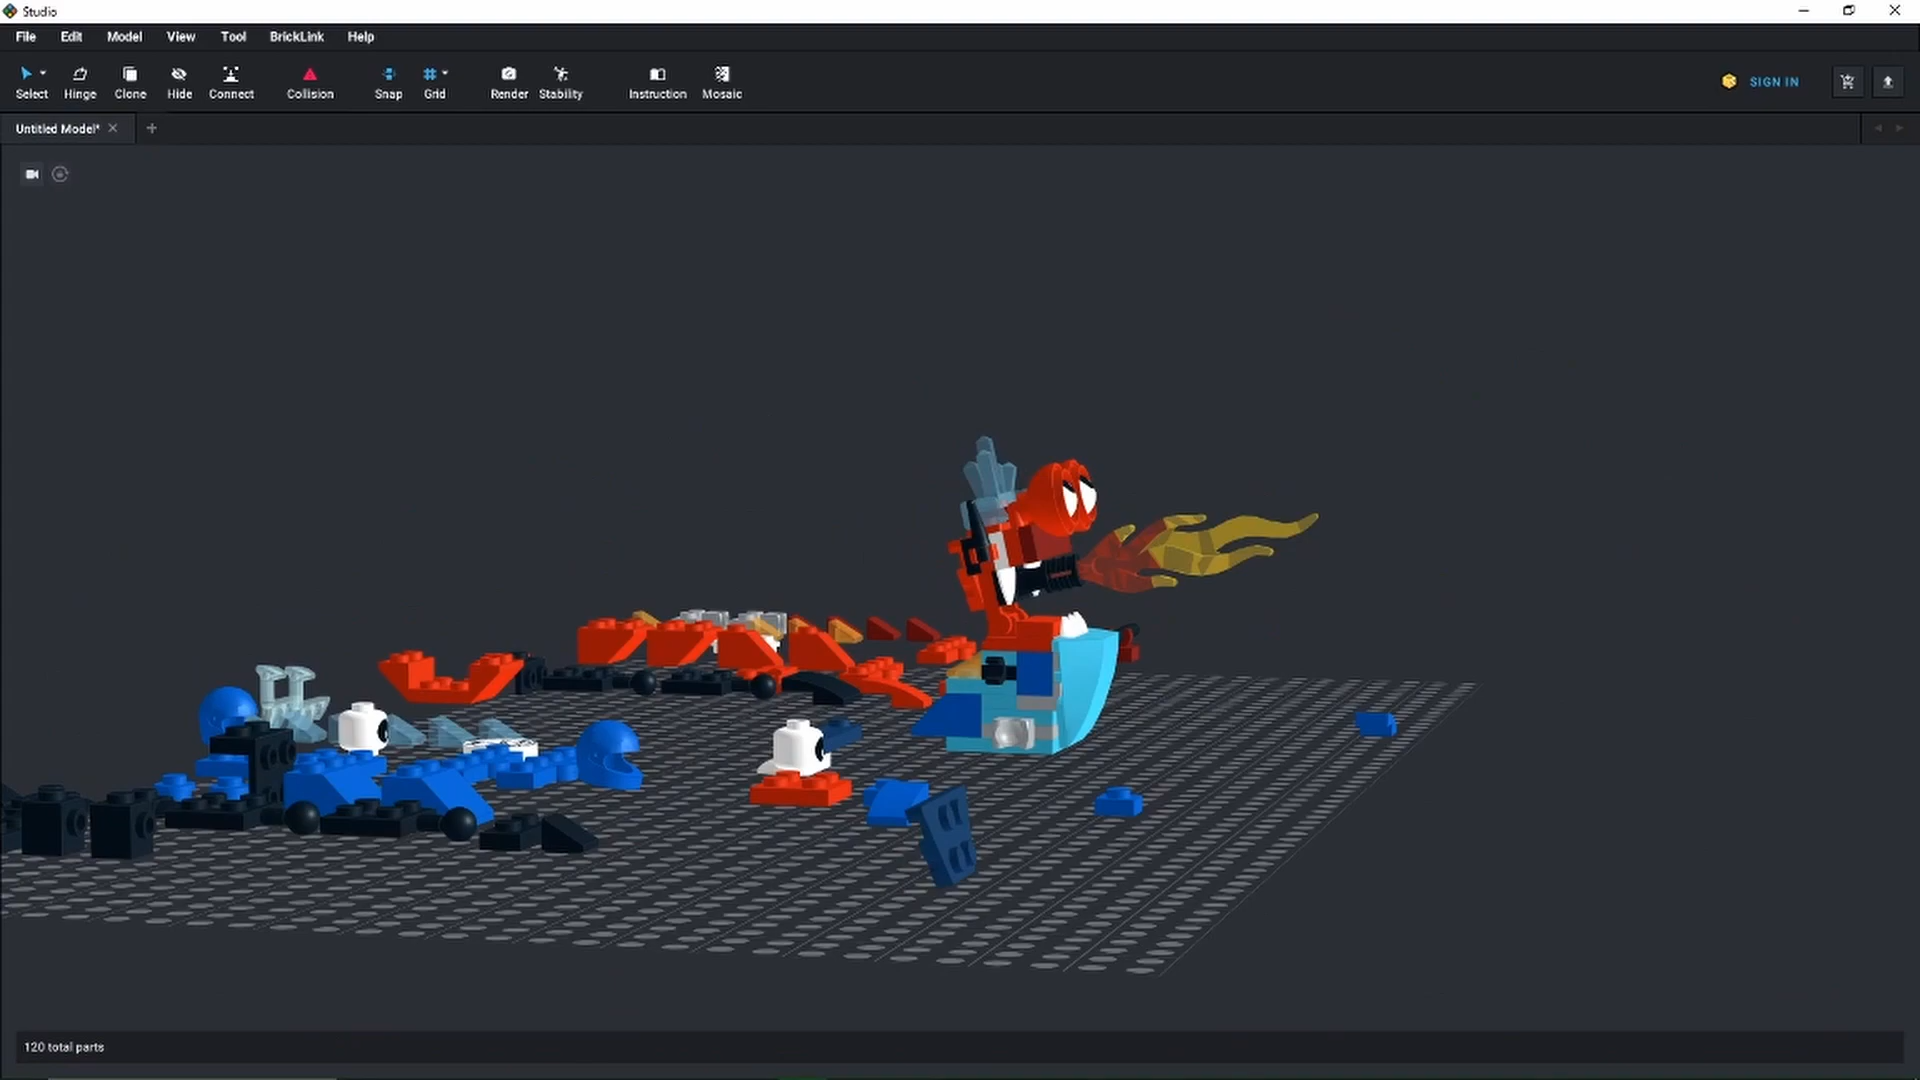 Studio
File Edit Model View Tool BrickLink Help
Select Hinge Clone Hide Connect Collision Snap Grid Render Stability Instruction Mosaic SIGN IN
Untitled Model*
120 total parts